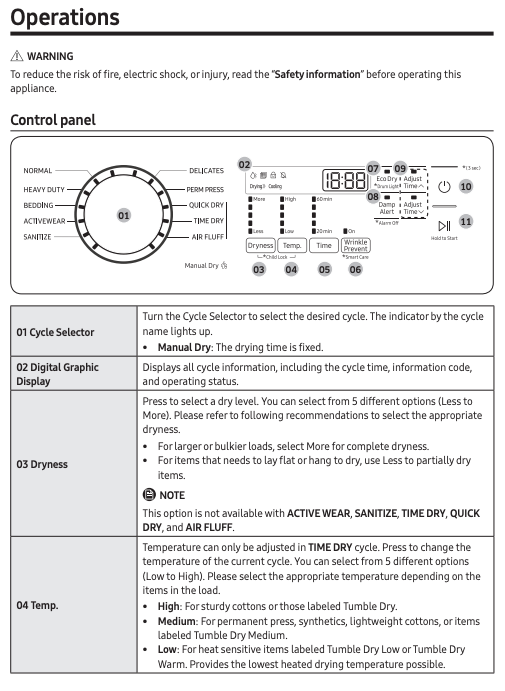 Operations
WARNING
To reduce the risk of fire, electric shock, or injury, read the "Safety information" before operating this
appliance.
Control panel
NORMAL
HEAVY DUTY
BEDDING
ACTIVEWEAR
SANITIZE
01
DELICATES
PERM PRESS
QUICK DRY
TIME DRY
AIR FLUFF
Manual Dry
02
Drying
Cooling
18:88
More
High
60min
Less
Low
20min
On
Dryness
Temp.
Time
Wrinkle
Prevent
*Child Lock
*Smart Care
03
04
05
06
07
09
Eco Dry
*Drum Light
Adjust
Time
08
Damp
Alert
Adjust
Time
*Alarm Off
*(3 sec)
10
11
Hold to Start
01 Cycle Selector
Turn the Cycle Selector to select the desired cycle. The indicator by the cycle
name lights up.
• Manual Dry: The drying time is fixed.
02 Digital Graphic
Display
Displays all cycle information, including the cycle time, information code,
and operating status.
03 Dryness
Press to select a dry level. You can select from 5 different options (Less to
More). Please refer to following recommendations to select the appropriate
dryness.
• For larger or bulkier loads, select More for complete dryness.
• For items that needs to lay flat or hang to dry, use Less to partially dry
items.
NOTE
This option is not available with ACTIVE WEAR, SANITIZE, TIME DRY, QUICK
DRY, and AIR FLUFF.
04 Temp.
Temperature can only be adjusted in TIME DRY cycle. Press to change the
temperature of the current cycle. You can select from 5 different options
(Low to High). Please select the appropriate temperature depending on the
items in the load.
• High: For sturdy cottons or those labeled Tumble Dry.
• Medium: For permanent press, synthetics, lightweight cottons, or items
labeled Tumble Dry Medium.
• Low: For heat sensitive items labeled Tumble Dry Low or Tumble Dry
Warm. Provides the lowest heated drying temperature possible.